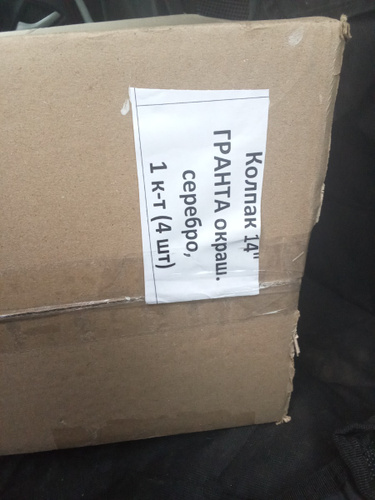 Колпак 14"
ГРАНТА окраш.
серебро,
1 к-т (4 шт)